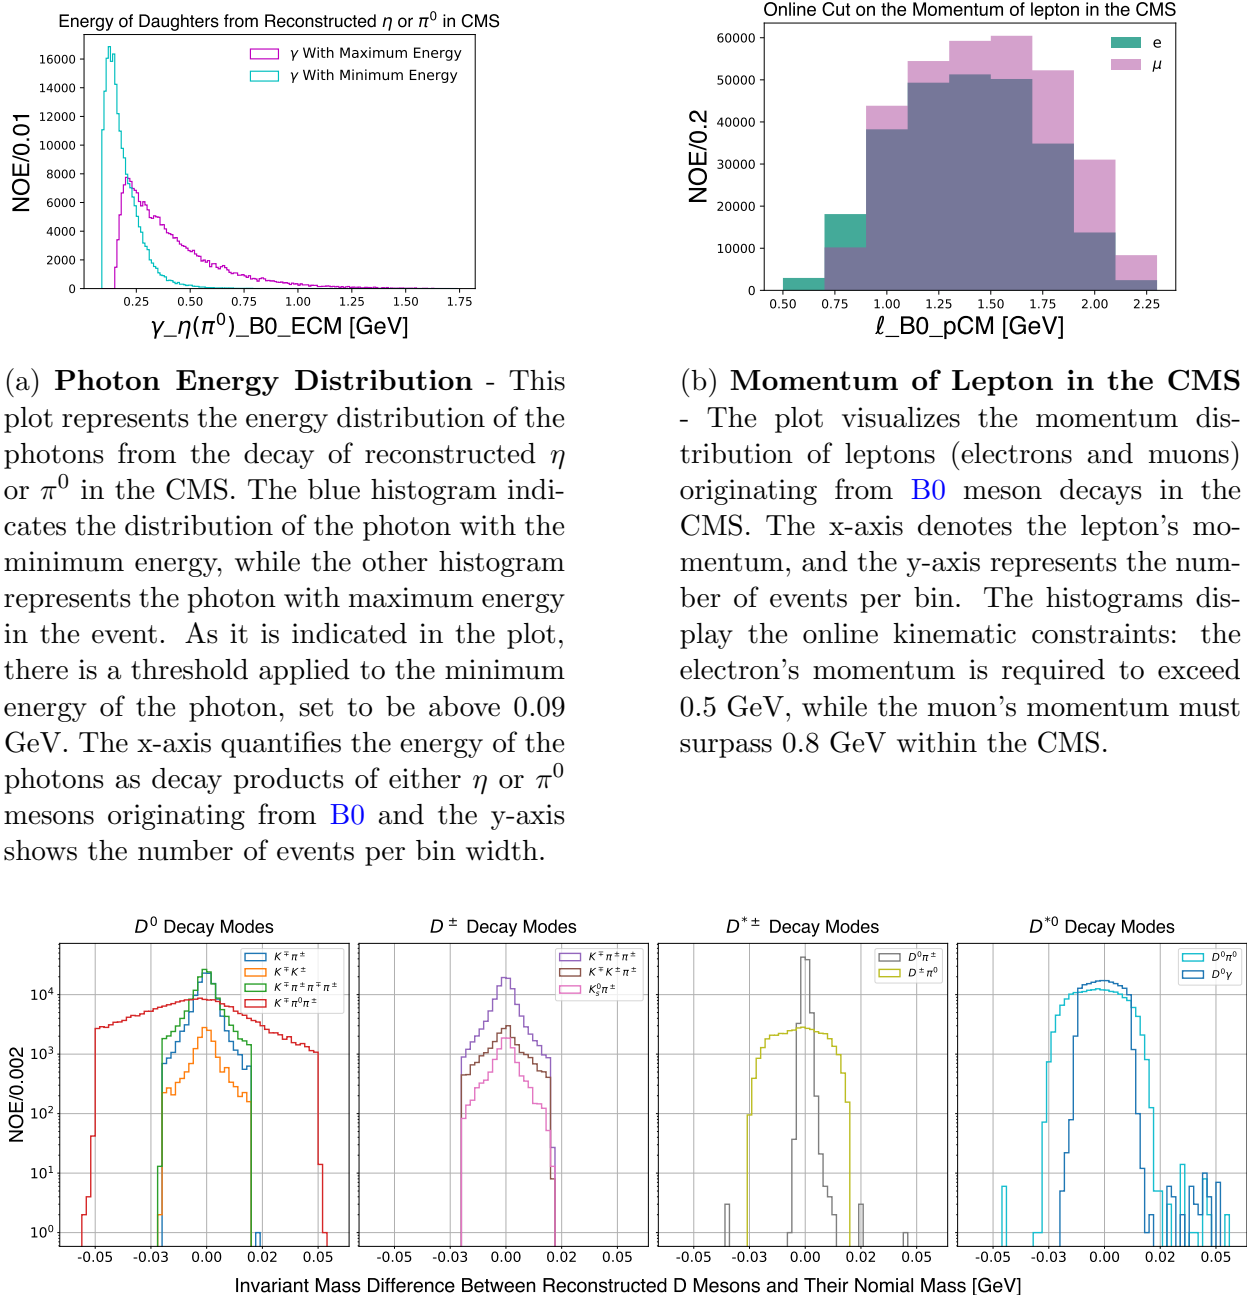 Energy of Daughters from Reconstructed η or π⁰ in CMS
γ With Maximum Energy
γ With Minimum Energy
NOE/0.01
16000
14000
12000
10000
8000
6000
4000
2000
0
0.25 0.50 0.75 1.00 1.25 1.50 1.75
γ_η(π⁰)_B0_ECM [GeV]
Online Cut on the Momentum of lepton in the CMS
e
μ
NOE/0.2
60000
50000
40000
30000
20000
10000
0
0.50 0.75 1.00 1.25 1.50 1.75 2.00 2.25
ℓ_B0_pCM [GeV]
(a) Photon Energy Distribution - This
plot represents the energy distribution of the
photons from the decay of reconstructed η
or π⁰ in the CMS. The blue histogram indi-
cates the distribution of the photon with the
minimum energy, while the other histogram
represents the photon with maximum energy
in the event. As it is indicated in the plot,
there is a threshold applied to the minimum
energy of the photon, set to be above 0.09
GeV. The x-axis quantifies the energy of the
photons as decay products of either η or π⁰
mesons originating from B0 and the y-axis
shows the number of events per bin width.
(b) Momentum of Lepton in the CMS
- The plot visualizes the momentum dis-
tribution of leptons (electrons and muons)
originating from B0 meson decays in the
CMS. The x-axis denotes the lepton's mo-
mentum, and the y-axis represents the num-
ber of events per bin. The histograms dis-
play the online kinematic constraints: the
electron's momentum is required to exceed
0.5 GeV, while the muon's momentum must
surpass 0.8 GeV within the CMS.
D⁰ Decay Modes
K∓π±
K∓K±
K∓π±π∓π±
K∓π⁰π±
NOE/0.002
10⁴
10³
10²
10¹
10⁰
-0.05 -0.03 0.00 0.02 0.05
D± Decay Modes
K∓π±π±
K∓K±π±
K⁰ₛπ±
-0.05 -0.03 0.00 0.02 0.05
D*± Decay Modes
D⁰π±
D±π⁰
-0.05 -0.03 0.00 0.02 0.05
D*⁰ Decay Modes
D⁰π⁰
D⁰γ
-0.05 -0.03 0.00 0.02 0.05
Invariant Mass Difference Between Reconstructed D Mesons and Their Nomial Mass [GeV]